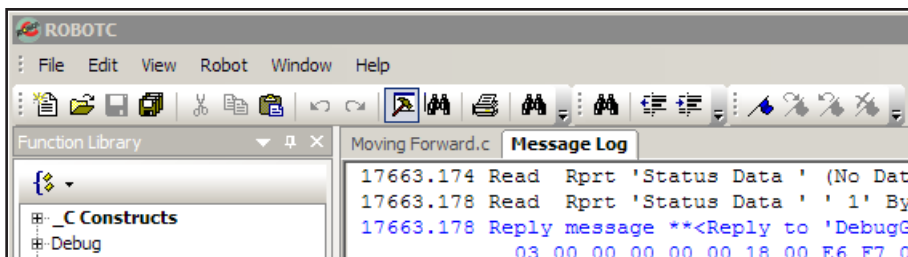 ROBOTC
File Edit View Robot Window Help
Function Library
Moving Forward.c Message Log
17663.174 Read Rprt 'Status Data ' (No Dat
17663.178 Read Rprt 'Status Data ' ' 1' By
17663.178 Reply message **<Reply to 'DebugG
03 00 00 00 00 00 18 00 E6 F7 0
_C Constructs
Debug